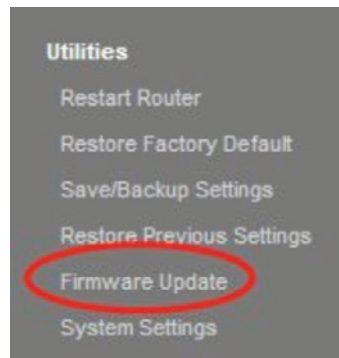 Utilities
Restart Router
Restore Factory Default
Save/Backup Settings
Restore Previous Settings
Firmware Update
System Settings